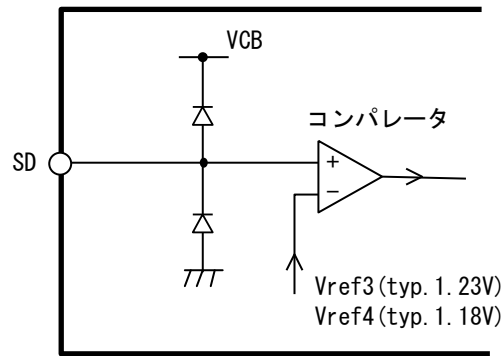 VCB
コンパレータ
SD
+
−
Vref3(typ.1.23V)
Vref4(typ.1.18V)